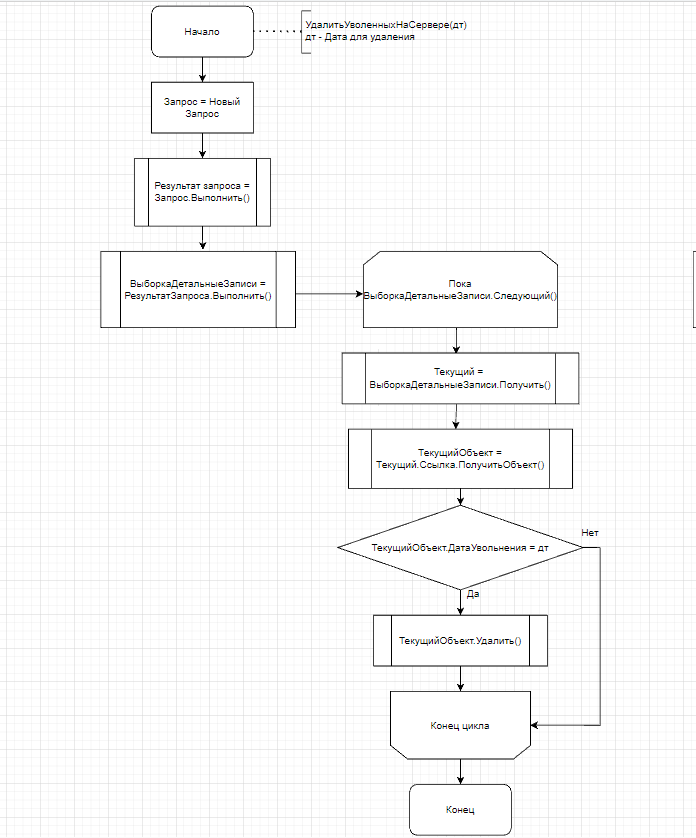 Начало
УдалитьУволенныхНаСервере(дт)
дт - Дата для удаления
Запрос = Новый
Запрос
Результат запроса =
Запрос.Выполнить()
ВыборкаДетальныеЗаписи =
РезультатЗапроса.Выполнить()
Пока
ВыборкаДетальныеЗаписи.Следующий()
Текущий =
ВыборкаДетальныеЗаписи.Получить()
ТекущийОбъект =
Текущий.Ссылка.ПолучитьОбъект()
Нет
ТекущийОбъект.ДатаУвольнения = дт
Да
ТекущийОбъект.Удалить()
Конец цикла
Конец